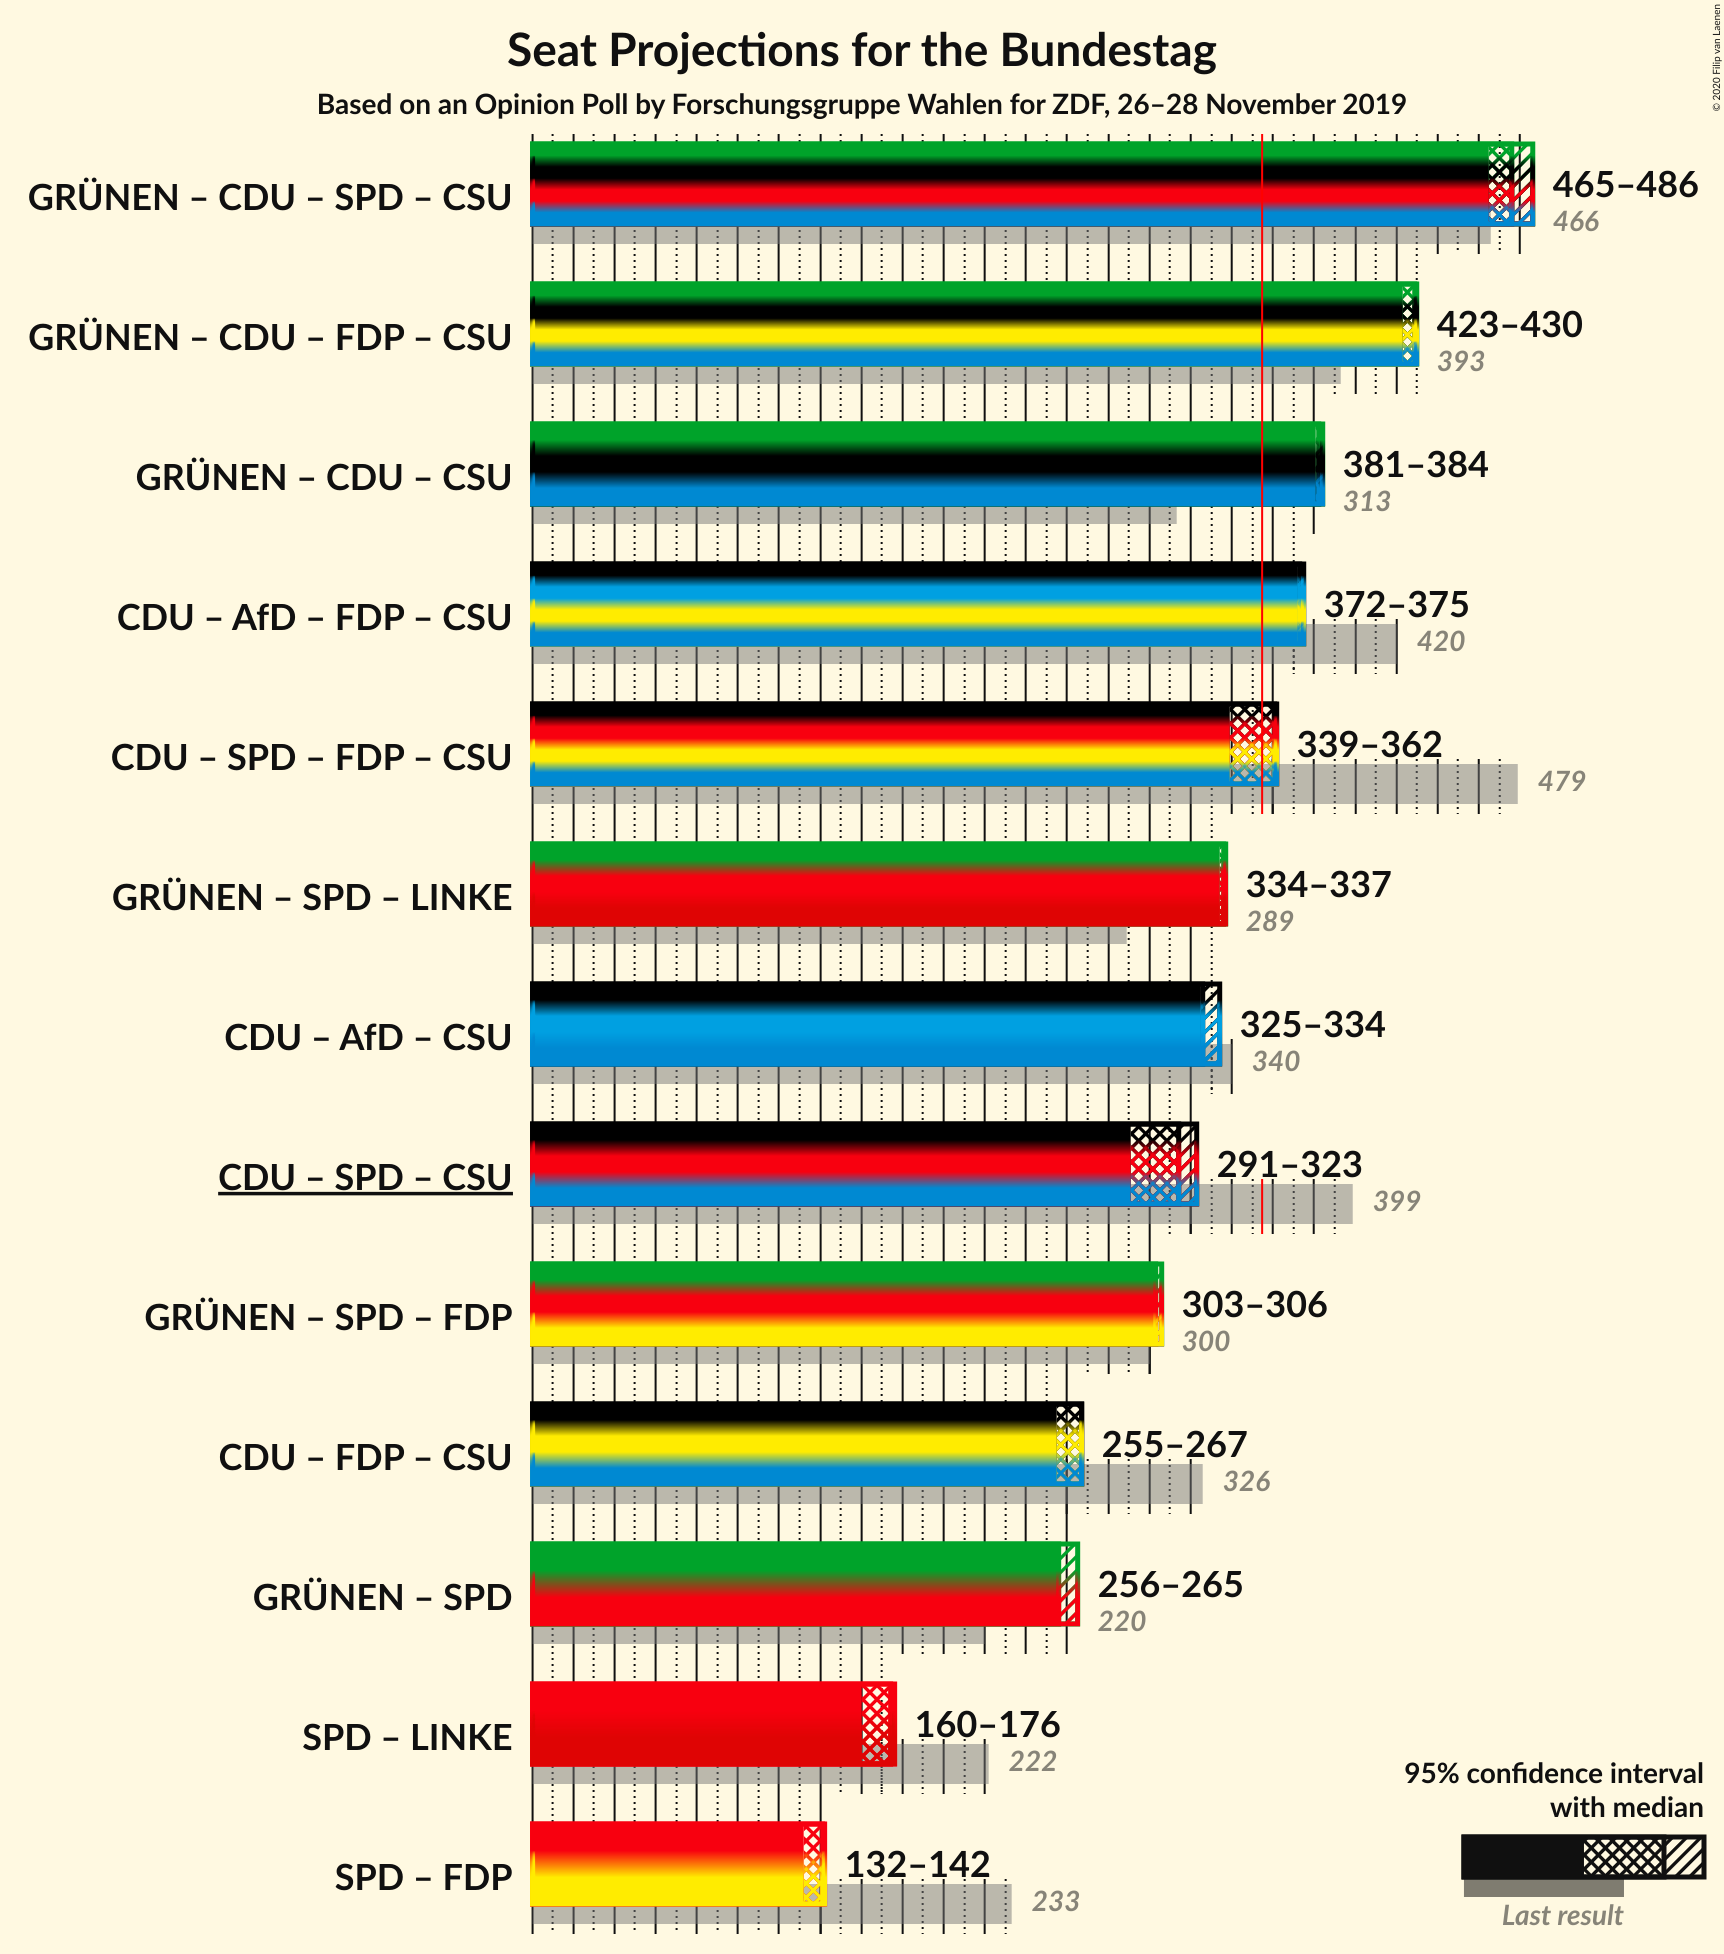 Seat Projections for the Bundestag
Based on an Opinion Poll by Forschungsgruppe Wahlen for ZDF, 26–28 November 2019
© 2020 Filip van Laenen
GRÜNEN – CDU – SPD – CSU
465–486
466
GRÜNEN – CDU – FDP – CSU
423–430
393
GRÜNEN – CDU – CSU
381–384
313
CDU – AfD – FDP – CSU
372–375
420
CDU – SPD – FDP – CSU
339–362
479
GRÜNEN – SPD – LINKE
334–337
289
CDU – AfD – CSU
325–334
340
CDU – SPD – CSU
291–323
399
GRÜNEN – SPD – FDP
303–306
300
CDU – FDP – CSU
255–267
326
GRÜNEN – SPD
256–265
220
SPD – LINKE
160–176
222
SPD – FDP
132–142
233
95% confidence interval
with median
Last result